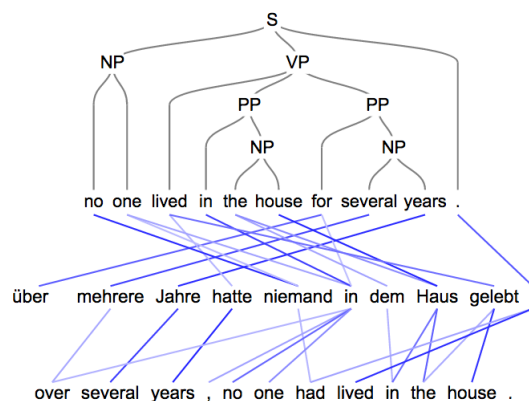 S
NP VP
PP PP
NP NP
no one lived in the house for several years .
über mehrere Jahre hatte niemand in dem Haus gelebt
over several years , no one had lived in the house .